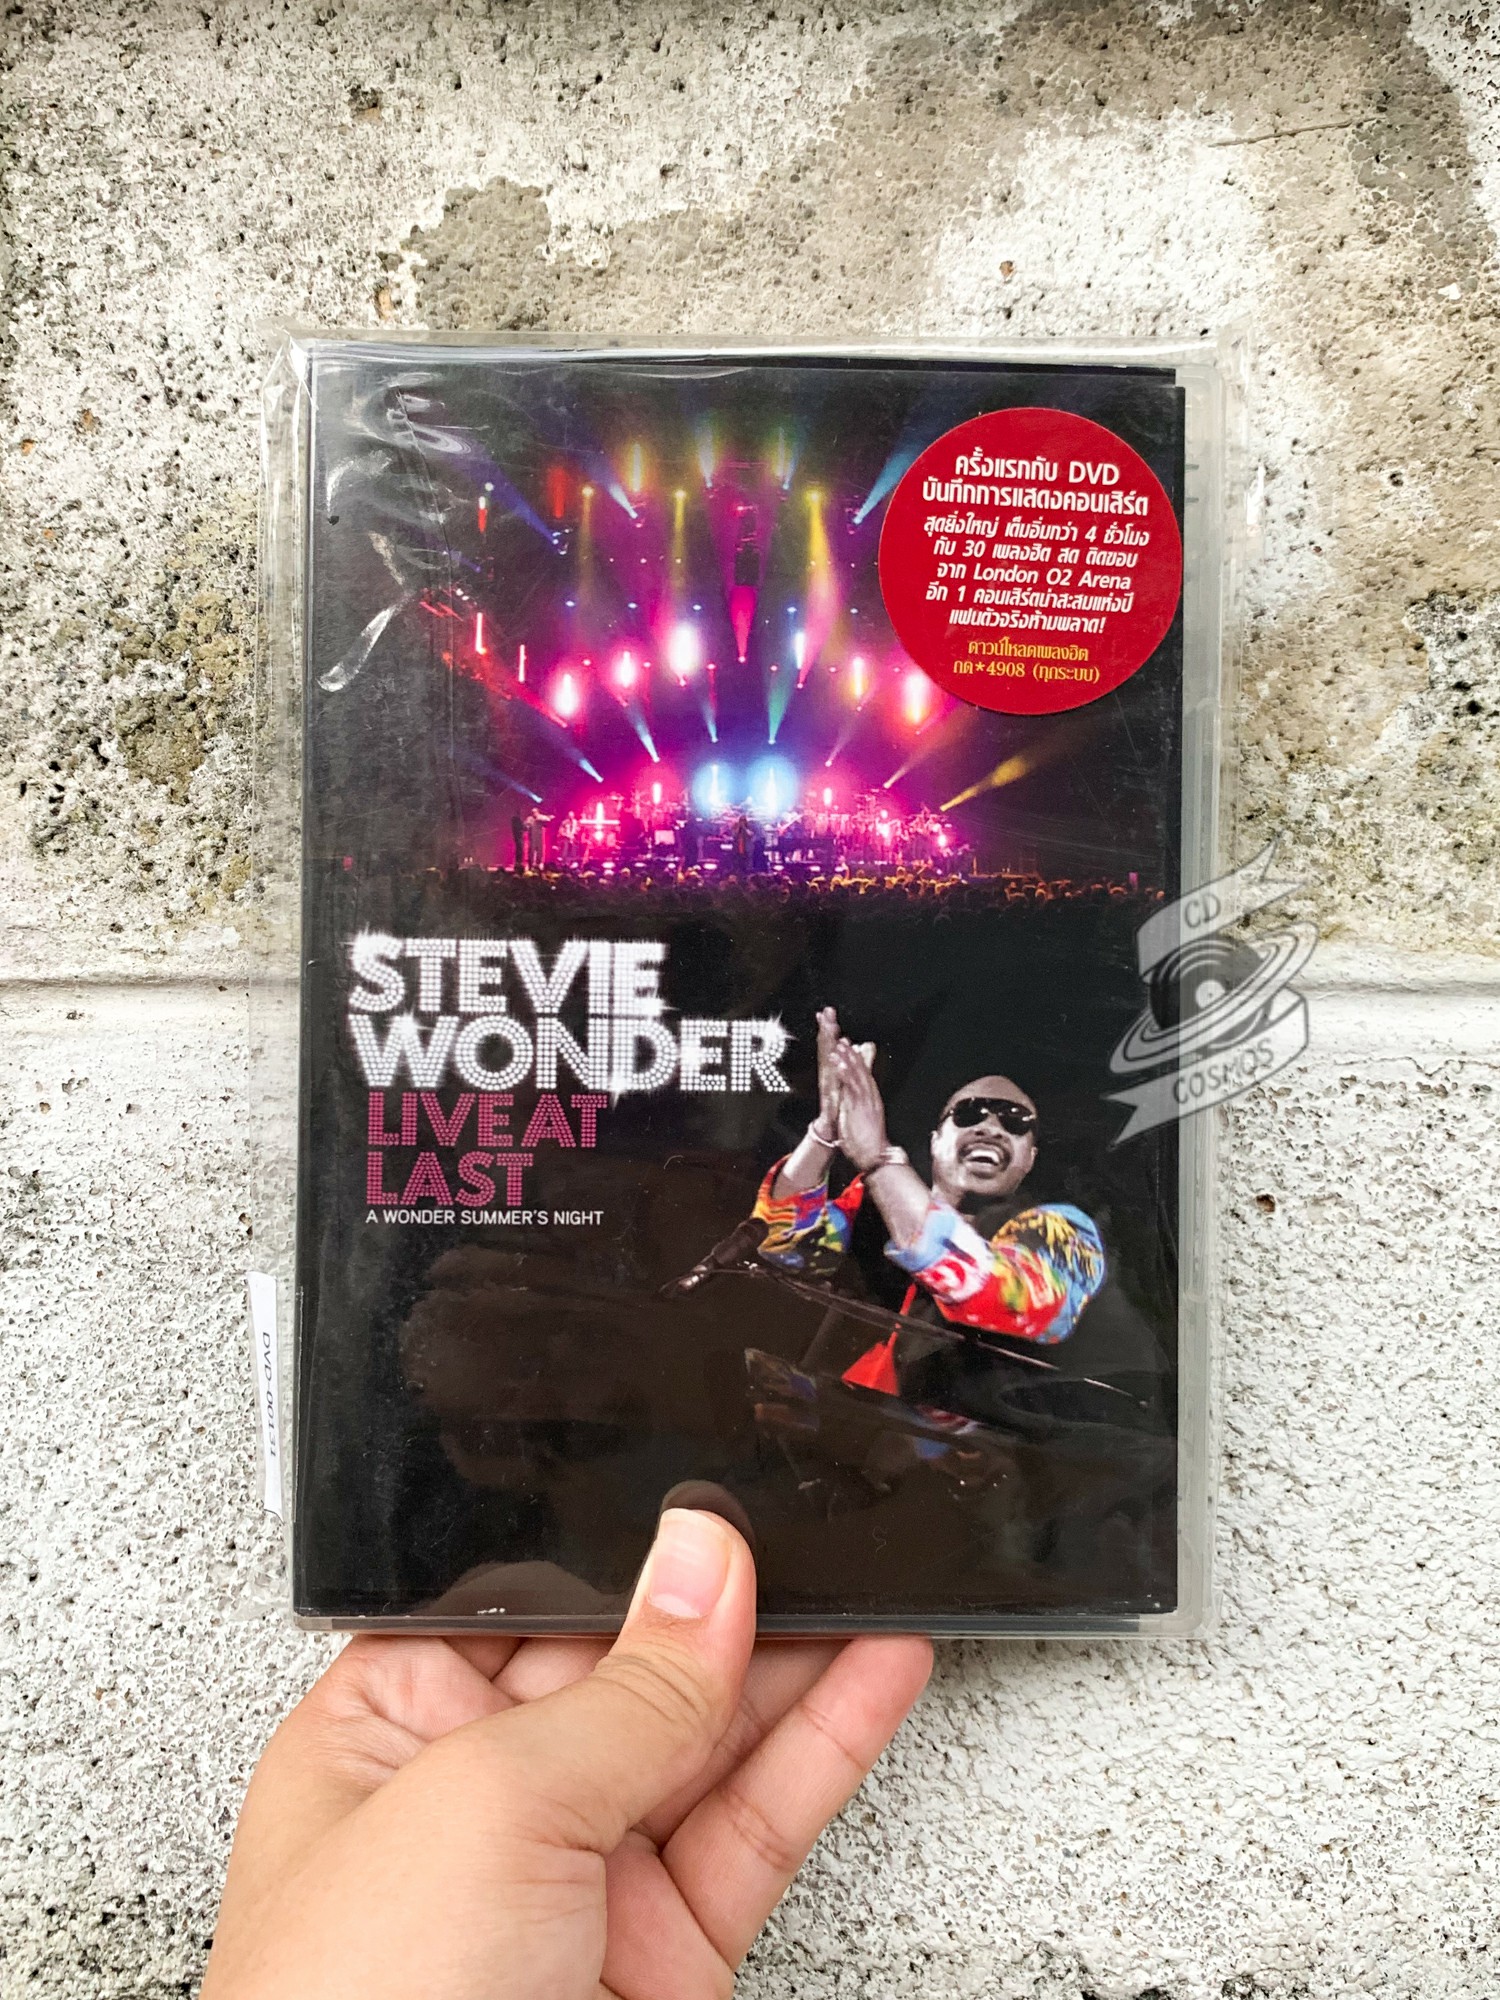 ครั้งแรกกับ DVD
บันทึกการแสดงคอนเสิร์ต
สุดยิ่งใหญ่ เต็มอิ่มกว่า 4 ชั่วโมง
กับ 30 เพลงฮิต สด ติดขอบ
จาก London O2 Arena
อีก 1 คอนเสิร์ตน่าสะสมแห่งปี
แฟนตัวจริงห้ามพลาด!
ดาวน์โหลดเพลงฮิต
กด*4908 (ทุกระบบ)
CD
COSMOS
STEVIE
WONDER
LIVE AT
LAST
A WONDER SUMMER'S NIGHT
DVD-00131